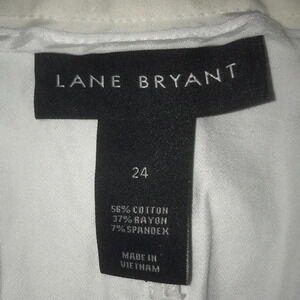 LANE BRYANT
24
56% COTTON
37% RAYON
7% SPANDEX
MADE IN
VIETNAM